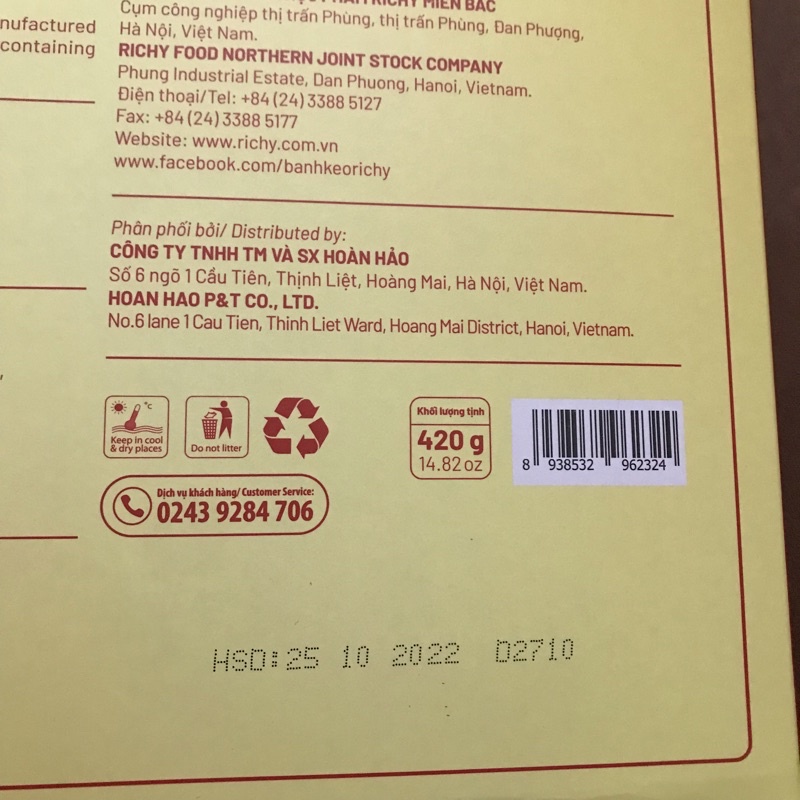 nufactured
containing
RICHY MIỀN BẮC
Cụm công nghiệp thị trấn Phùng, thị trấn Phùng, Đan Phượng,
Hà Nội, Việt Nam.
RICHY FOOD NORTHERN JOINT STOCK COMPANY
Phung Industrial Estate, Dan Phuong, Hanoi, Vietnam.
Điện thoại/Tel: +84 (24) 3388 5127
Fax: +84 (24) 3388 5177
Website: www.richy.com.vn
www.facebook.com/banhkeorichy
Phân phối bởi/ Distributed by:
CÔNG TY TNHH TM VÀ SX HOÀN HẢO
Số 6 ngõ 1 Cầu Tiên, Thịnh Liệt, Hoàng Mai, Hà Nội, Việt Nam.
HOAN HAO P&T CO., LTD.
No.6 lane 1 Cau Tien, Thinh Liet Ward, Hoang Mai District, Hanoi, Vietnam.
°C
Keep in cool
& dry places
Do not litter
Khối lượng tịnh
420 g
14.82 oz
8 938532 962324
Dịch vụ khách hàng/ Customer Service:
0243 9284 706
HSD: 25 10 2022 D2710